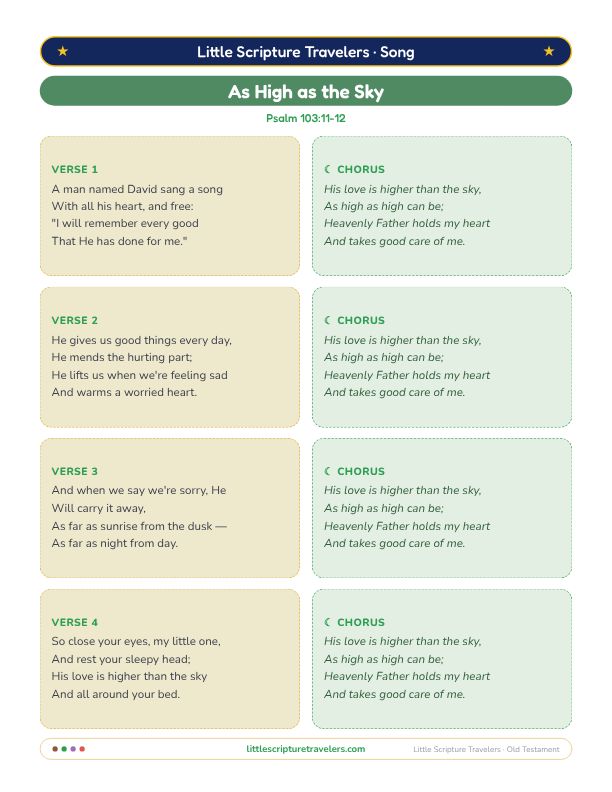 Little Scripture Travelers · Song
As High as the Sky
Psalm 103:11-12
VERSE 1
A man named David sang a song
With all his heart, and free:
"I will remember every good
That He has done for me."
CHORUS
His love is higher than the sky,
As high as high can be;
Heavenly Father holds my heart
And takes good care of me.
VERSE 2
He gives us good things every day,
He mends the hurting part;
He lifts us when we're feeling sad
And warms a worried heart.
CHORUS
His love is higher than the sky,
As high as high can be;
Heavenly Father holds my heart
And takes good care of me.
VERSE 3
And when we say we're sorry, He
Will carry it away,
As far as sunrise from the dusk —
As far as night from day.
CHORUS
His love is higher than the sky,
As high as high can be;
Heavenly Father holds my heart
And takes good care of me.
VERSE 4
So close your eyes, my little one,
And rest your sleepy head;
His love is higher than the sky
And all around your bed.
CHORUS
His love is higher than the sky,
As high as high can be;
Heavenly Father holds my heart
And takes good care of me.
littlescripturetravelers.com
Little Scripture Travelers · Old Testament